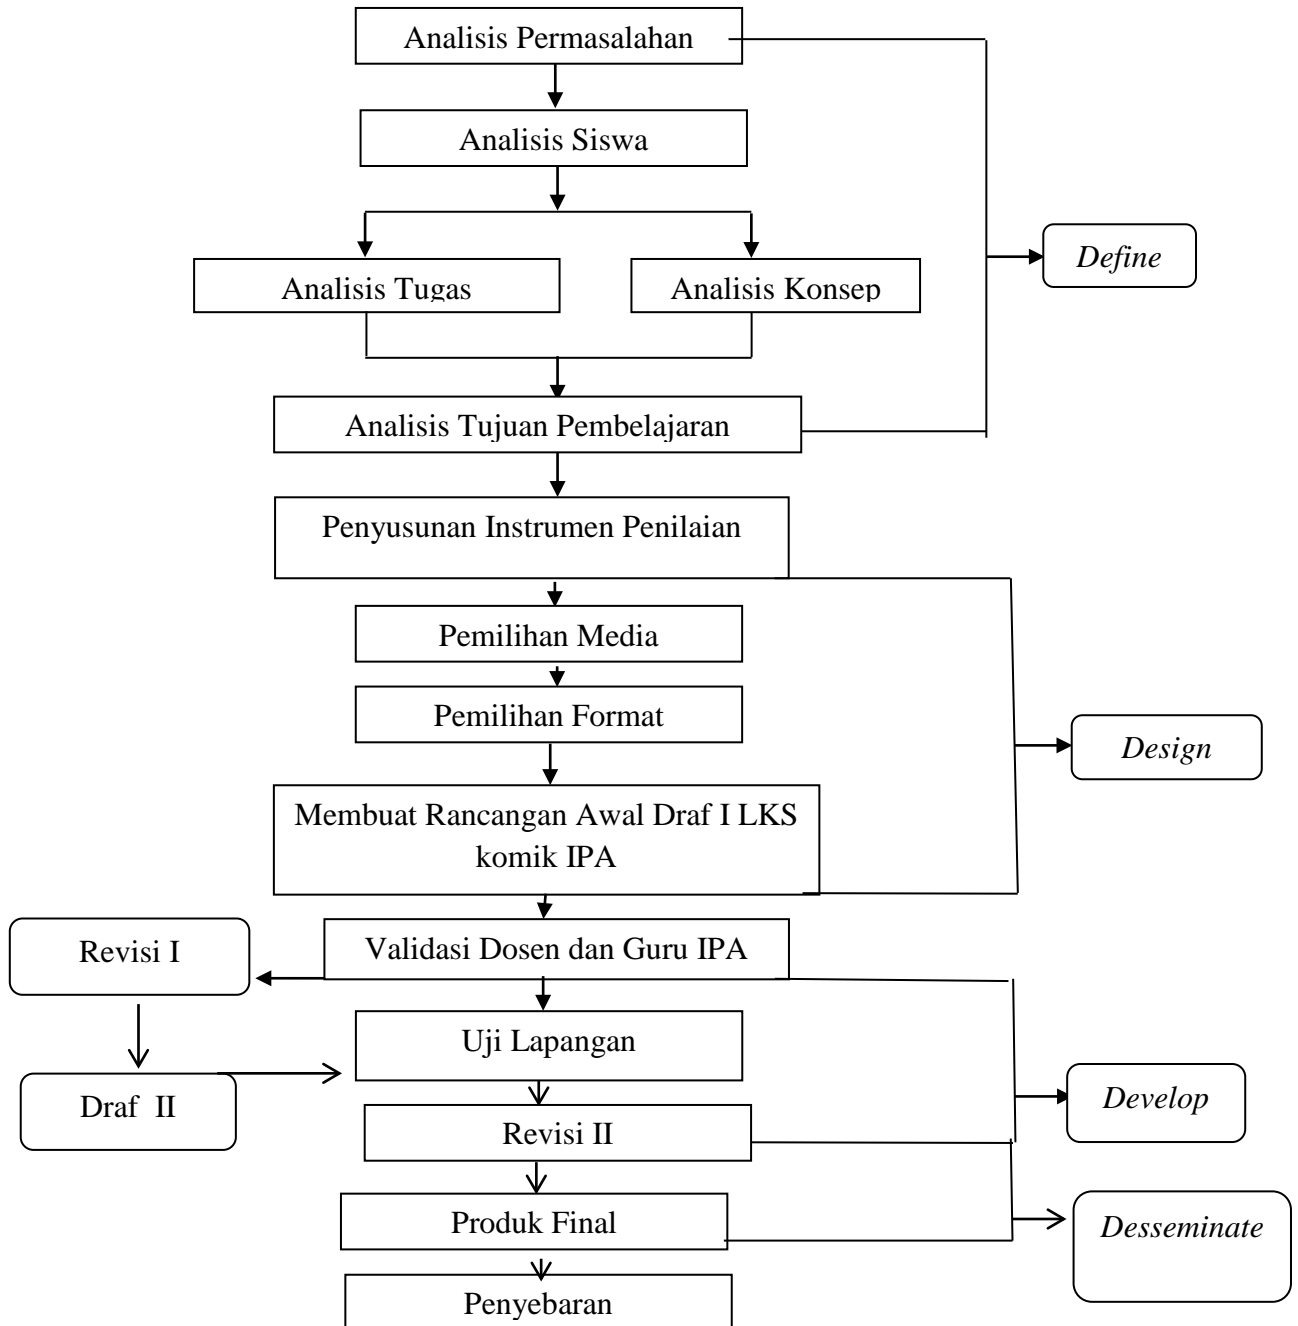 Analisis Permasalahan
Analisis Siswa
Define
Analisis Tugas
Analisis Konsep
Analisis Tujuan Pembelajaran
Penyusunan Instrumen Penilaian
Pemilihan Media
Pemilihan Format
Design
Membuat Rancangan Awal Draf I LKS
komik IPA
Revisi I
Validasi Dosen dan Guru IPA
Uji Lapangan
Draf II
Develop
Revisi II
Produk Final
Desseminate
Penyebaran